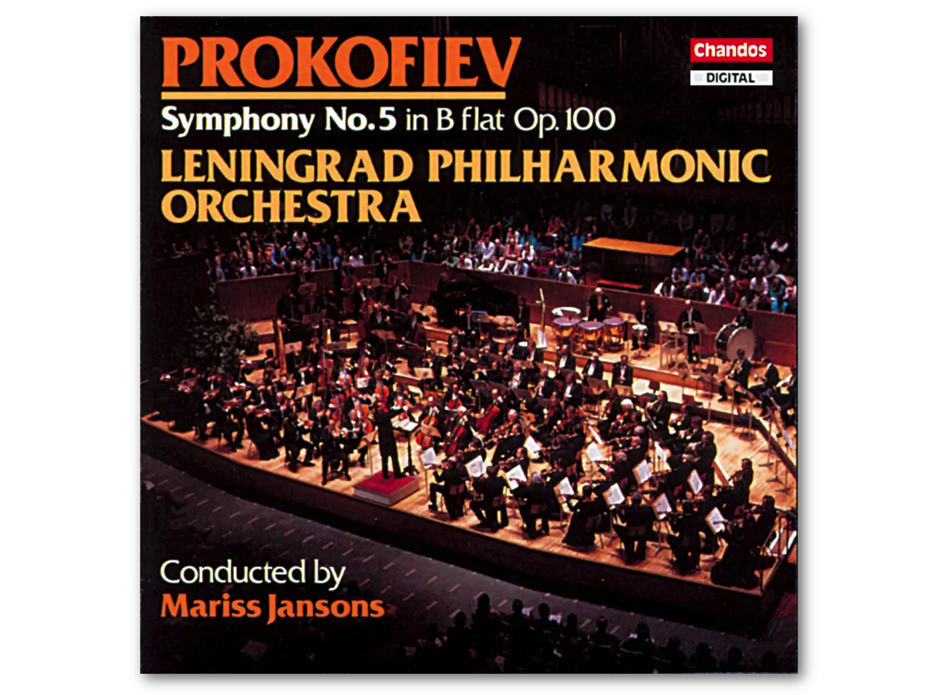 PROKOFIEV
Chandos
DIGITAL
Symphony No.5 in B flat Op.100
LENINGRAD PHILHARMONIC
ORCHESTRA
Conducted by
Mariss Jansons